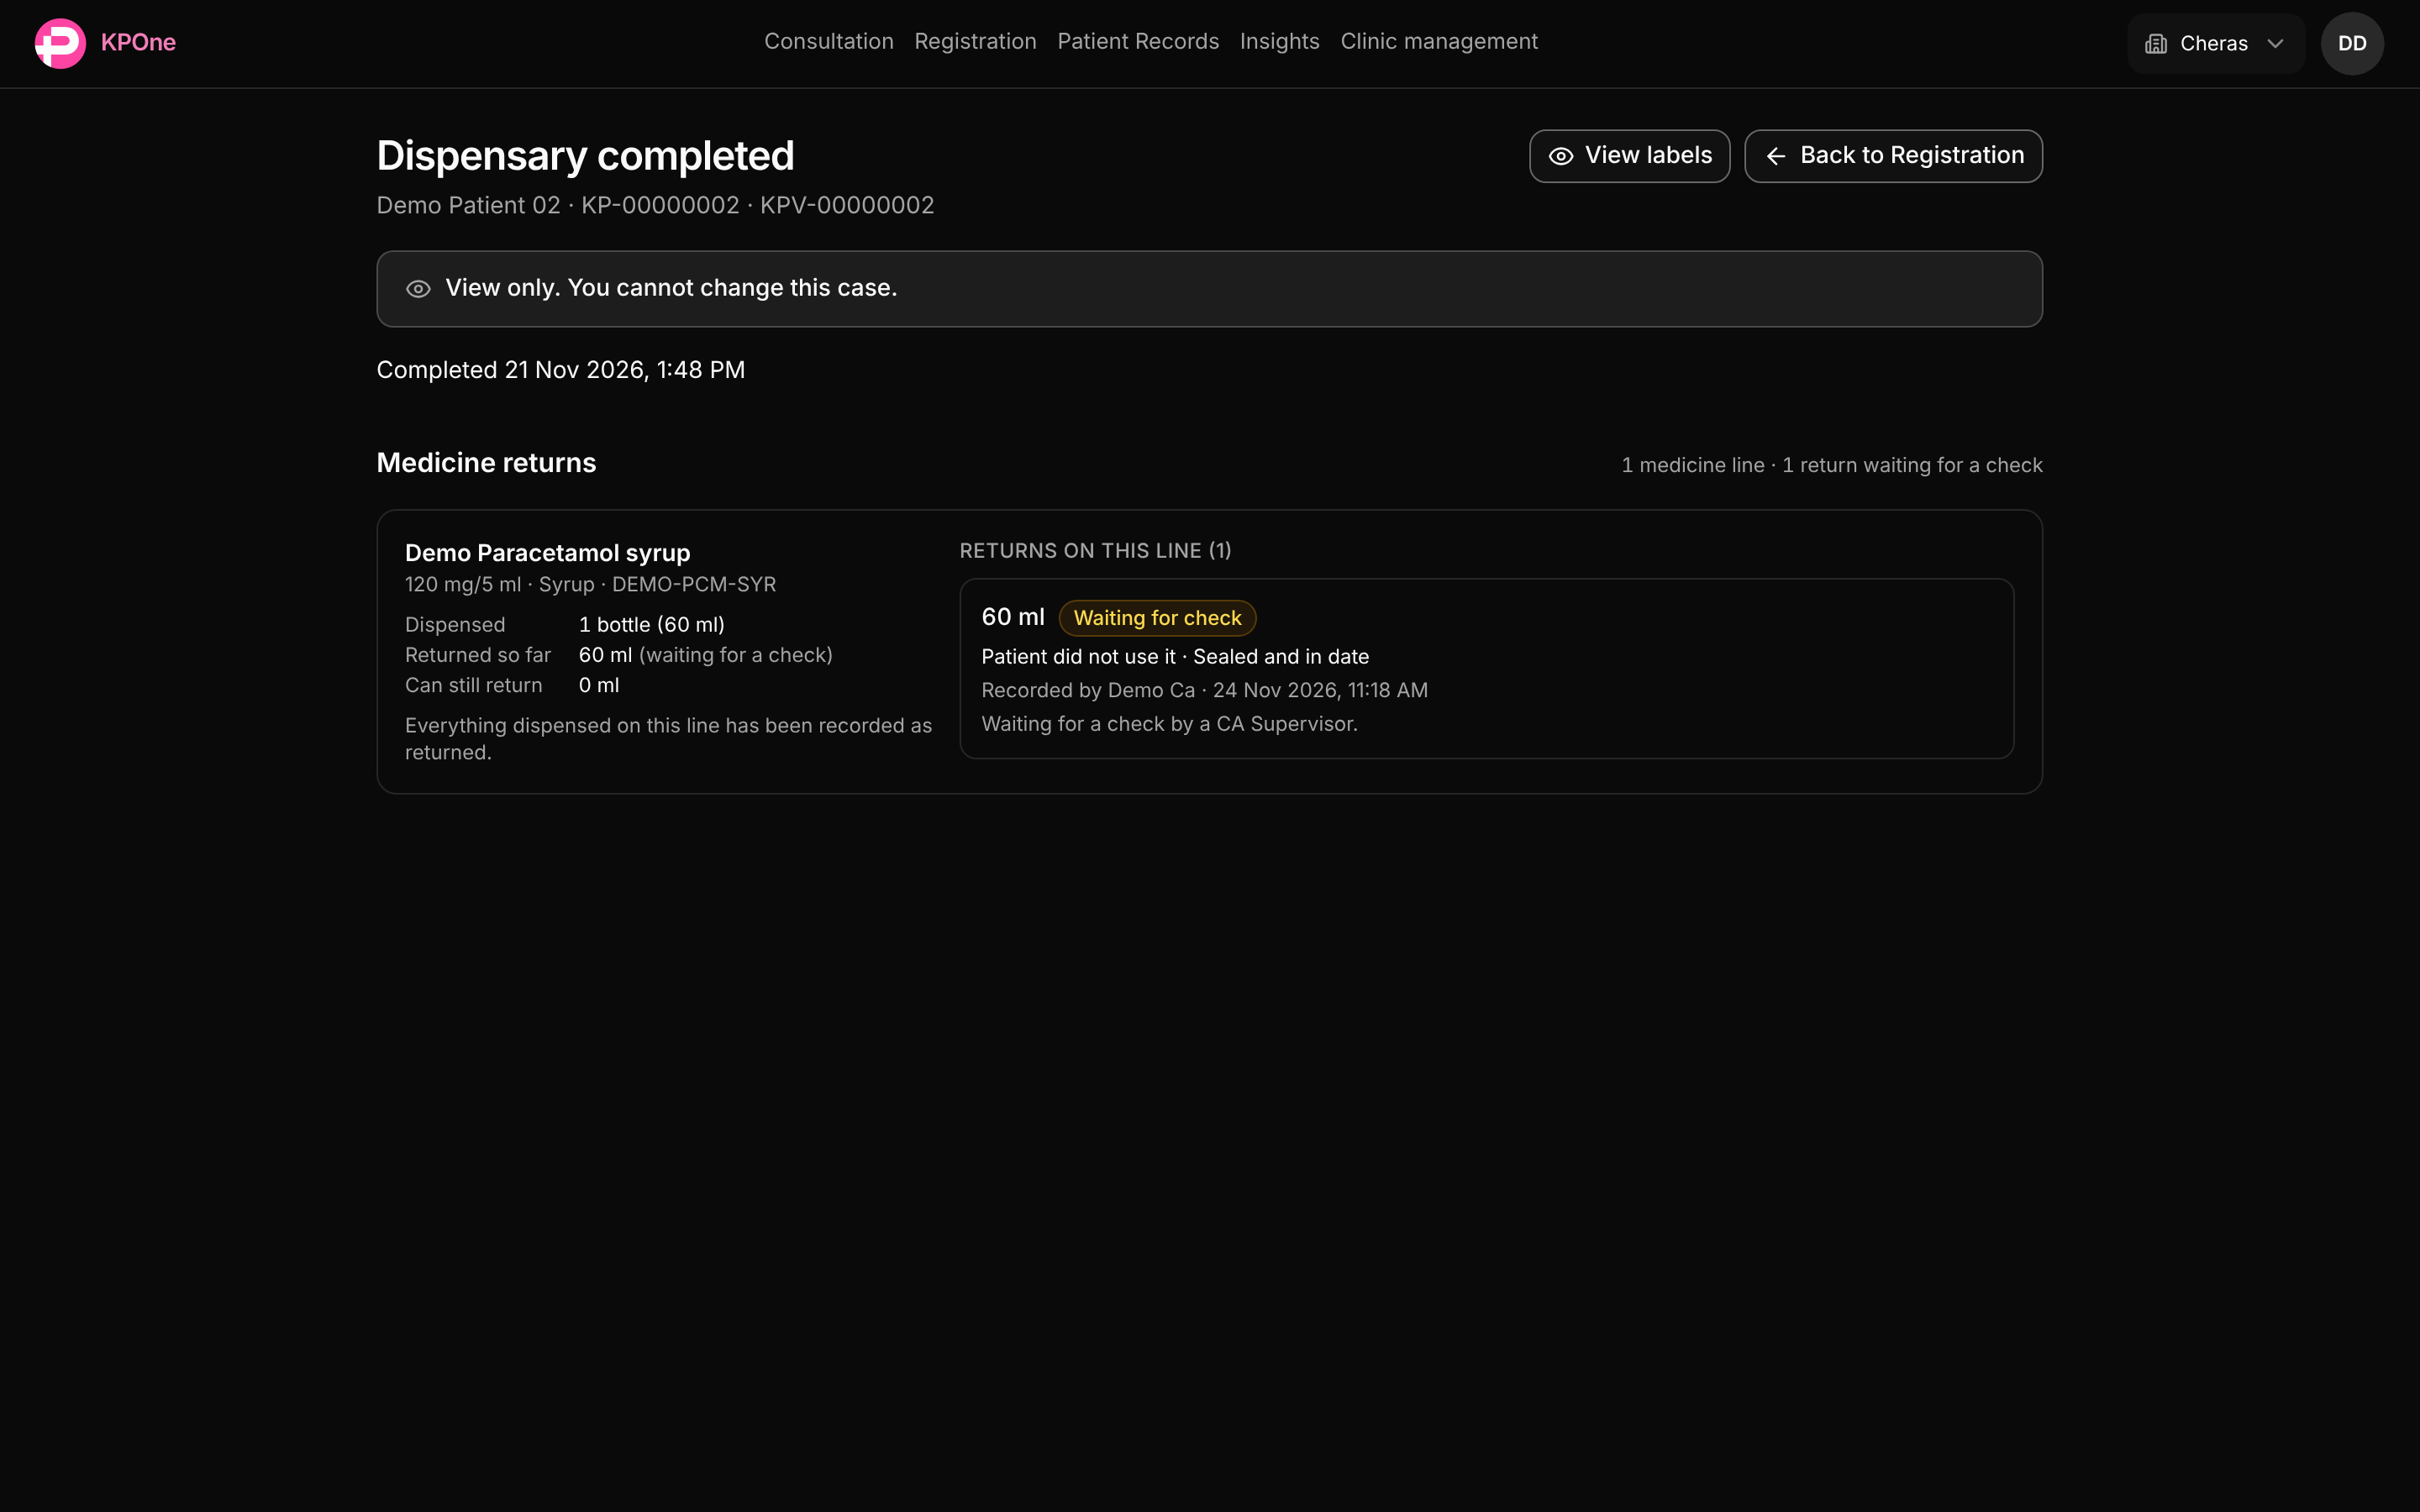 KPOne
Consultation
Registration
Patient Records
Insights
Clinic management
Cheras
DD
Dispensary completed
View labels
Back to Registration
Demo Patient 02 · KP-00000002 · KPV-00000002
View only. You cannot change this case.
Completed 21 Nov 2026, 1:48 PM
Medicine returns
1 medicine line · 1 return waiting for a check
Demo Paracetamol syrup
120 mg/5 ml · Syrup · DEMO-PCM-SYR
Dispensed 1 bottle (60 ml)
Returned so far 60 ml (waiting for a check)
Can still return 0 ml
Everything dispensed on this line has been recorded as
returned.
RETURNS ON THIS LINE (1)
60 ml Waiting for check
Patient did not use it · Sealed and in date
Recorded by Demo Ca · 24 Nov 2026, 11:18 AM
Waiting for a check by a CA Supervisor.